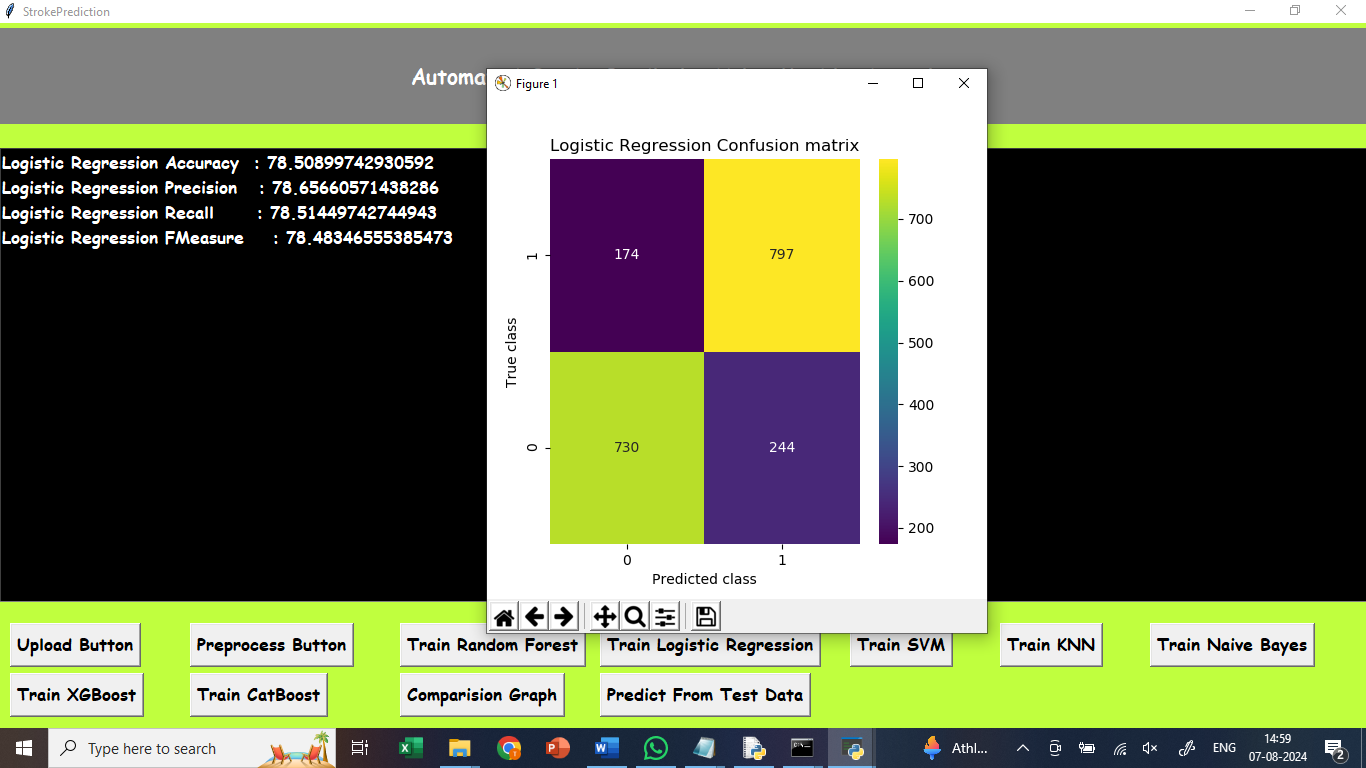 StrokePrediction
Automa
Figure 1
Logistic Regression Accuracy : 78.50899742930592
Logistic Regression Precision : 78.65660571438286
Logistic Regression Recall : 78.51449742744943
Logistic Regression FMeasure : 78.48346555385473
Logistic Regression Confusion matrix
True class
1
174
797
0
730
244
0
1
Predicted class
700
600
500
400
300
200
Upload Button
Preprocess Button
Train Random Forest
Train Logistic Regression
Train SVM
Train KNN
Train Naive Bayes
Train XGBoost
Train CatBoost
Comparision Graph
Predict From Test Data
Type here to search
Athl...
ENG
14:59
07-08-2024
2